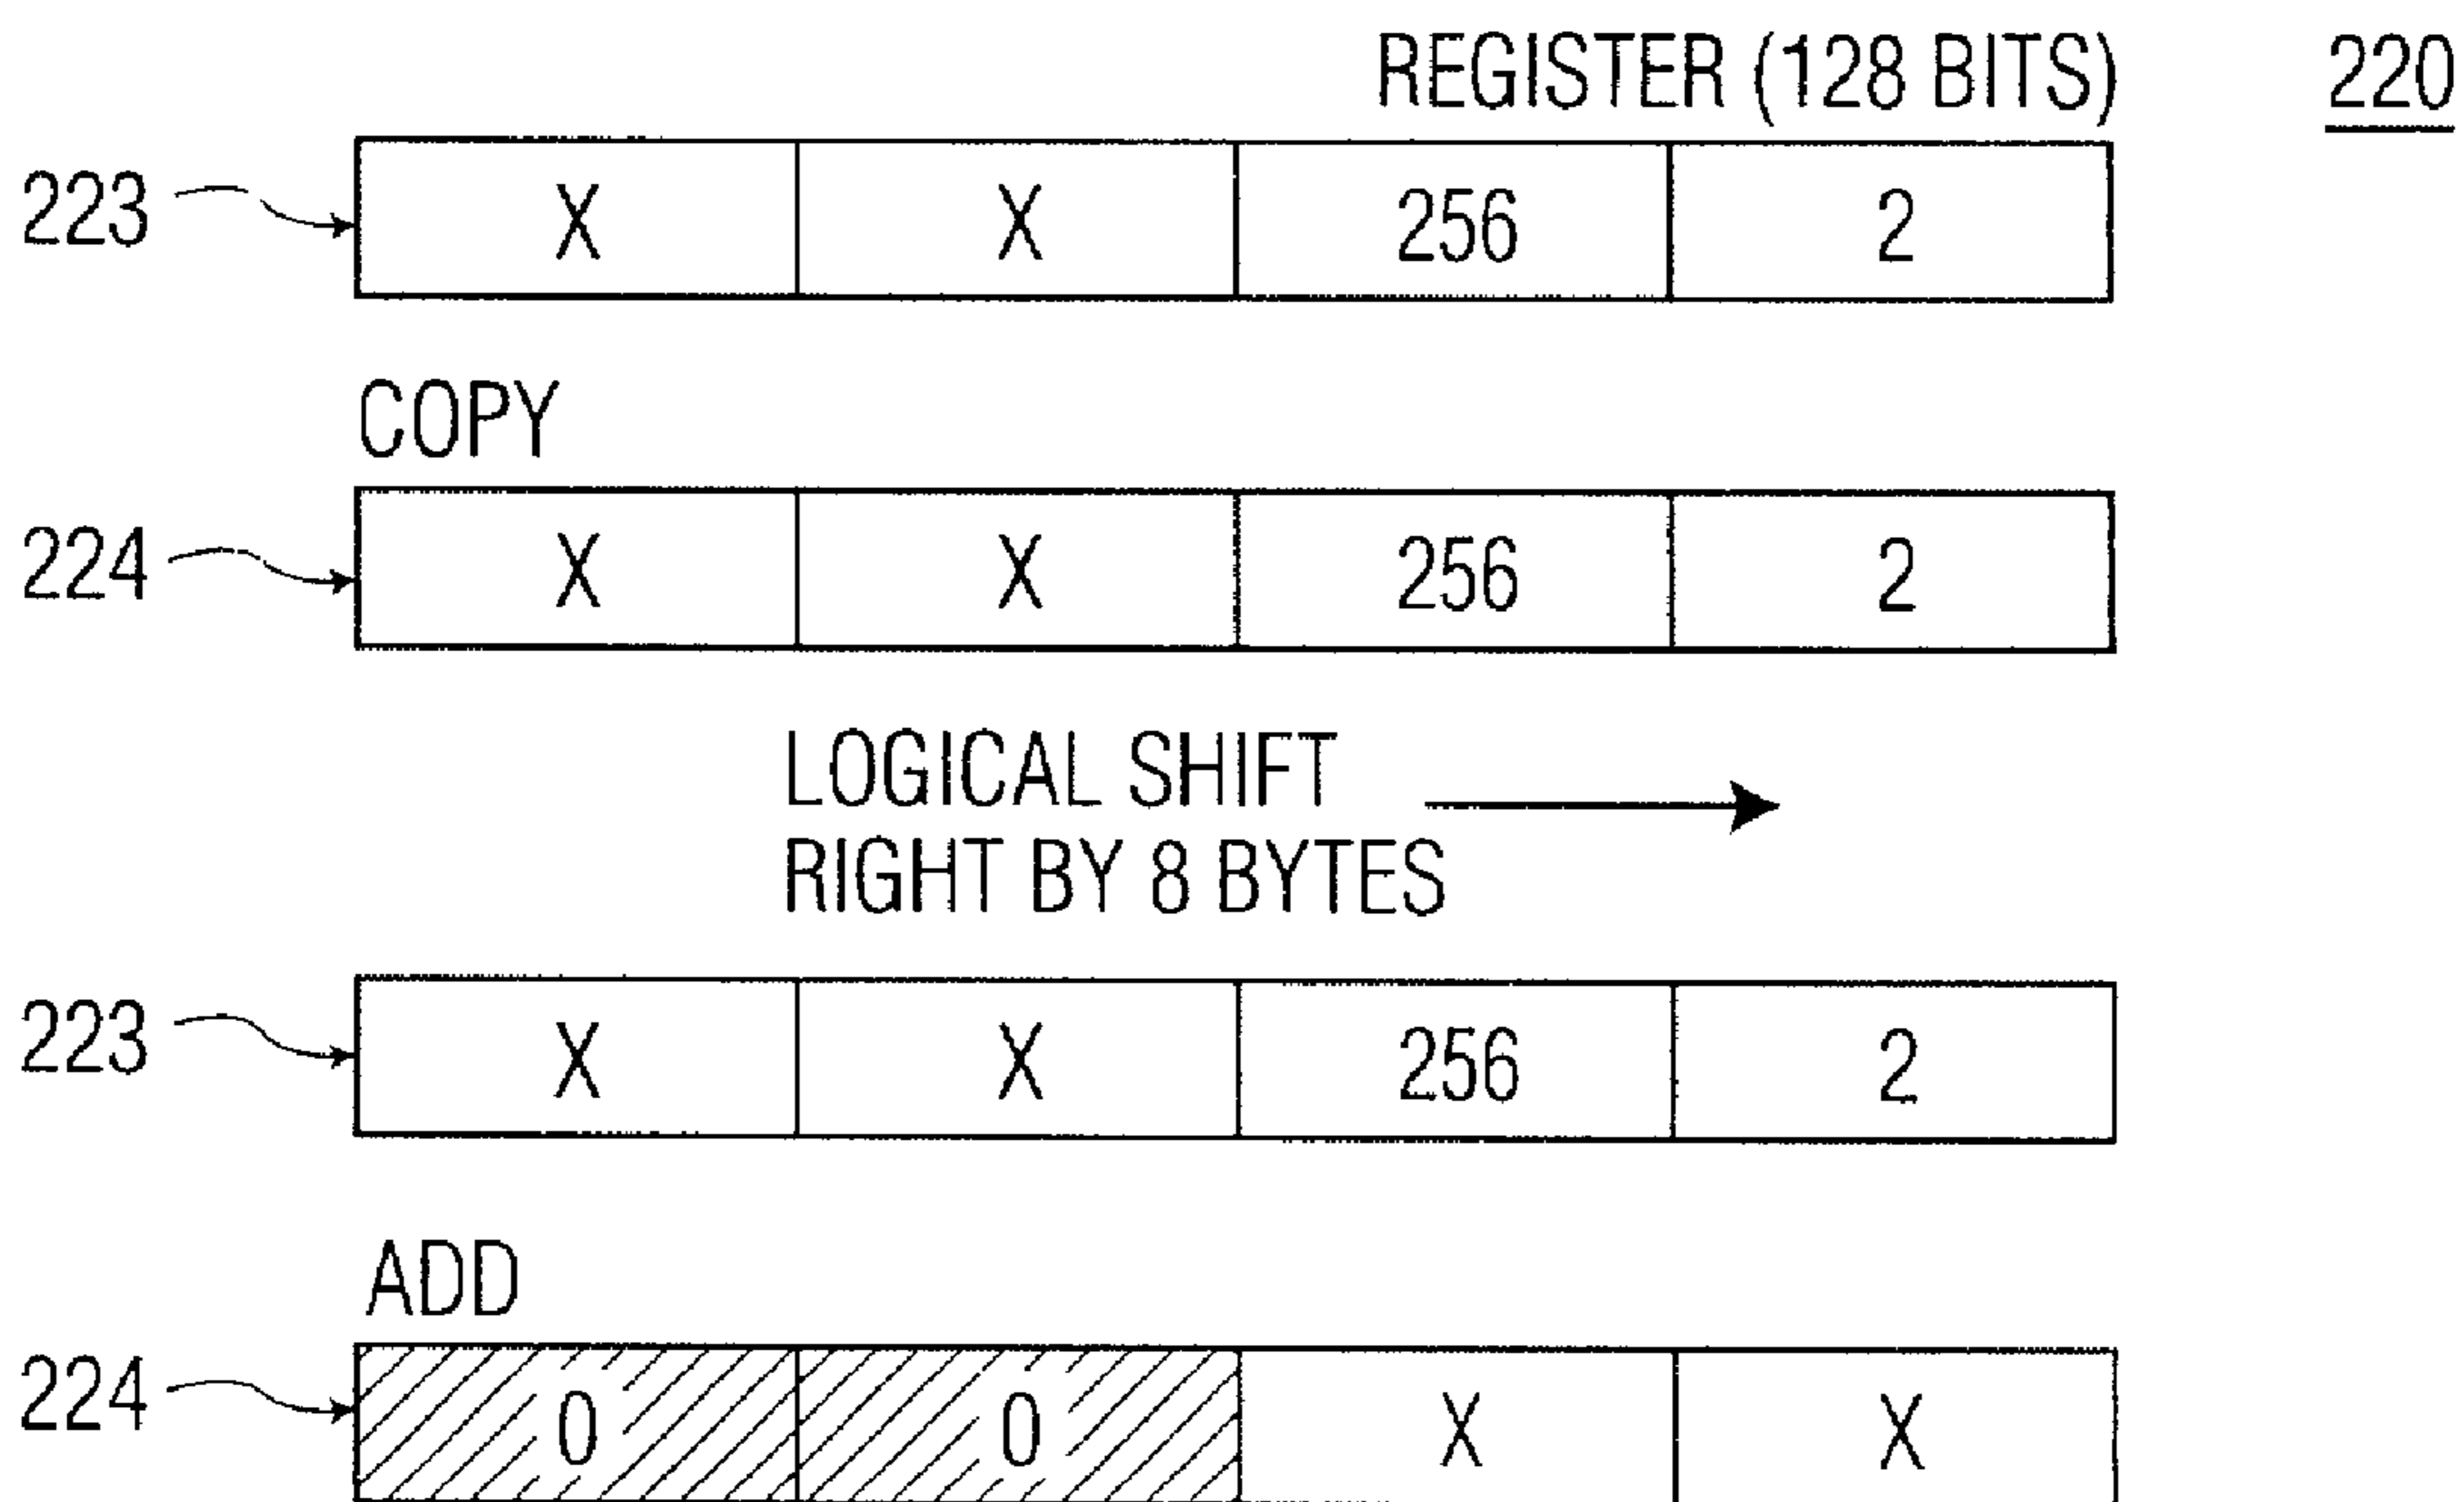 REGISTER (128 BITS) 220
223 X X 256 2
COPY
224 X X 256 2
LOGICAL SHIFT
RIGHT BY 8 BYTES
223 X X 256 2
ADD
224 0 0 X X